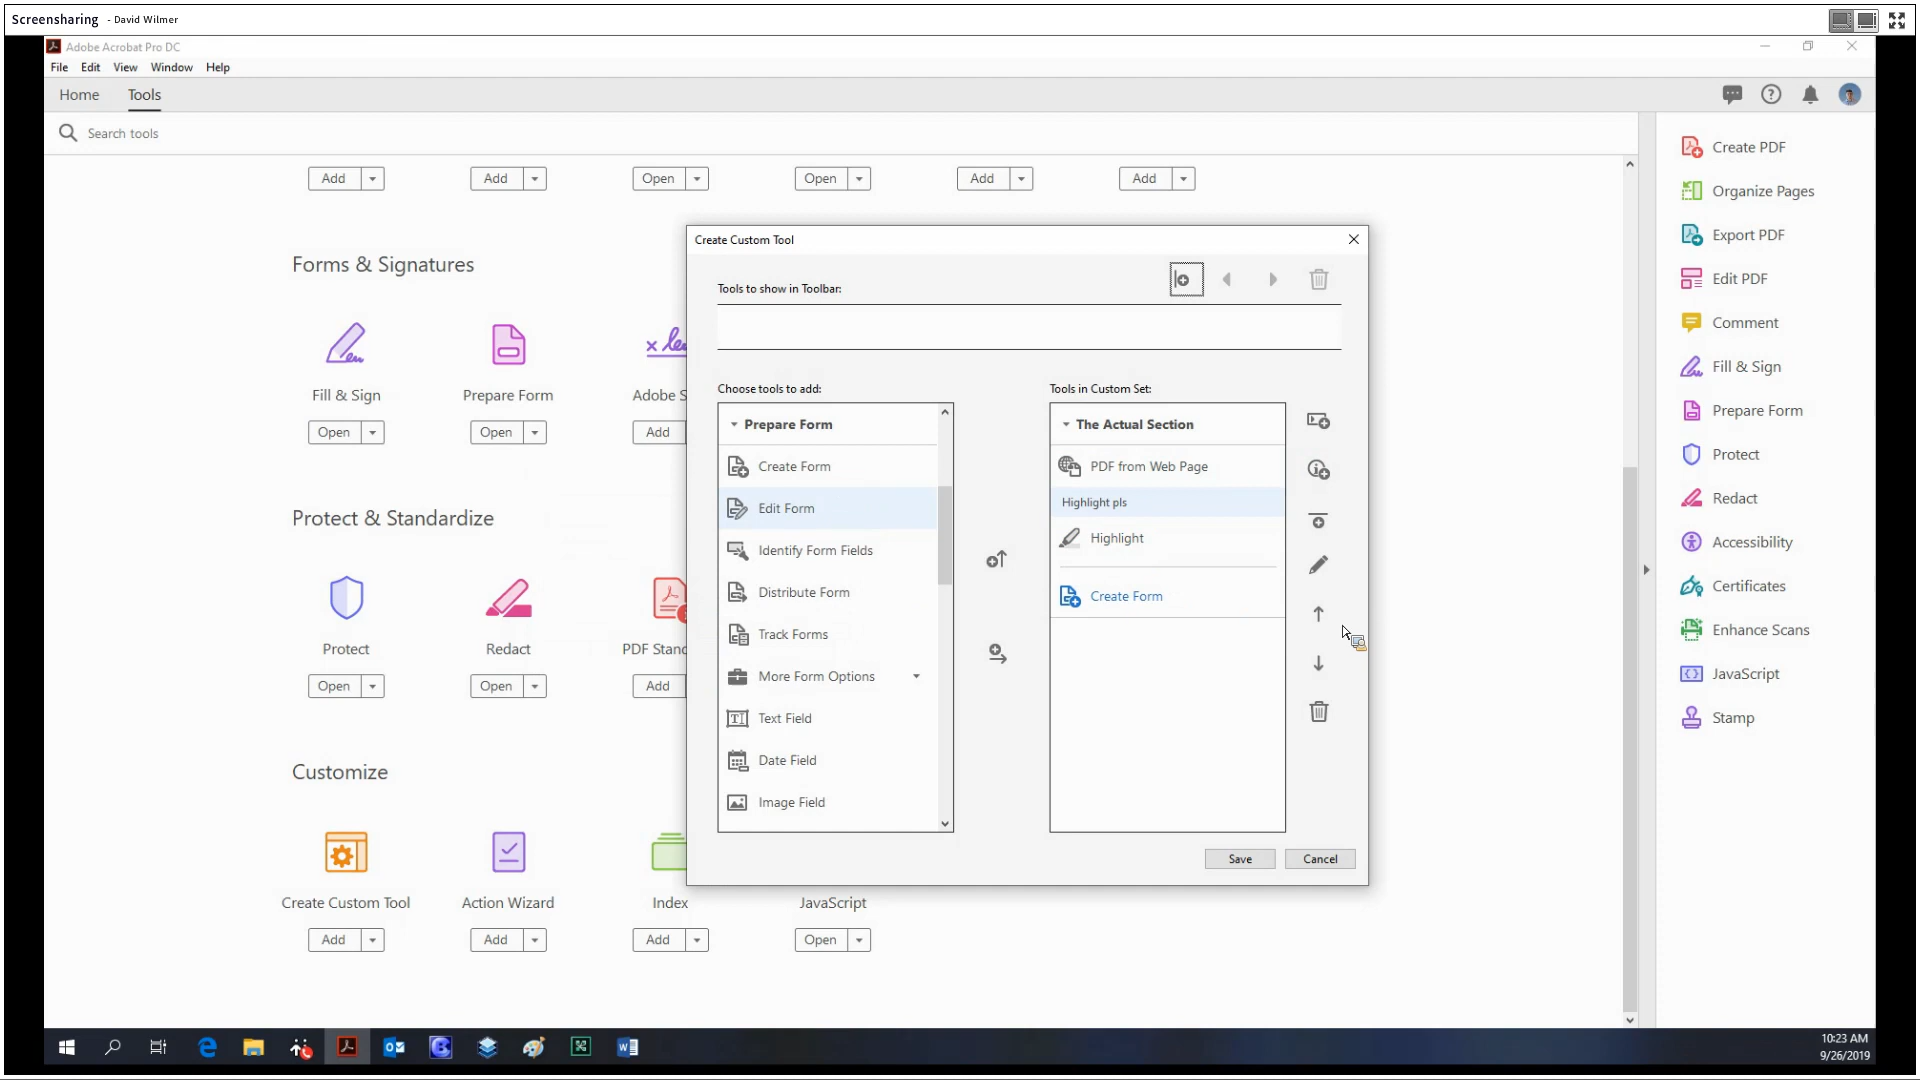 Screensharing - David Wilmer
Adobe Acrobat Pro DC
File Edit View Window Help
Home Tools
Search tools
Add Add Open Open Add Add
Forms & Signatures
Fill & Sign Prepare Form Adobe S
Open Open Add
Protect & Standardize
Protect Redact PDF Stand
Open Open Add
Customize
Create Custom Tool Action Wizard Index JavaScript
Add Add Add Open
Create Custom Tool
Tools to show in Toolbar:
Choose tools to add:
Prepare Form
Create Form
Edit Form
Identify Form Fields
Distribute Form
Track Forms
More Form Options
Text Field
Date Field
Image Field
Tools in Custom Set:
The Actual Section
PDF from Web Page
Highlight pls
Highlight
Create Form
Save Cancel
Create PDF
Organize Pages
Export PDF
Edit PDF
Comment
Fill & Sign
Prepare Form
Protect
Redact
Accessibility
Certificates
Enhance Scans
JavaScript
Stamp
10:23 AM
9/26/2019